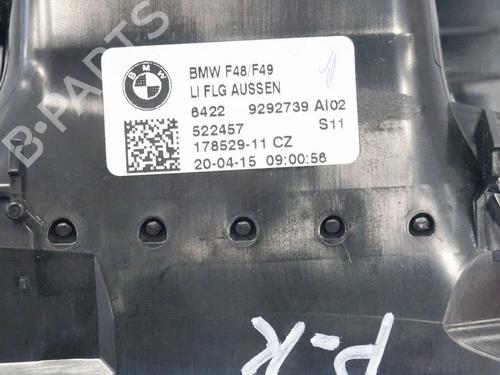 B-PARTS
BMW
BMW F48/F49
LI FLG AUSSEN
6422 9292739 AI02
522457 S11
178529-11 CZ
20-04-15 09:00:56
P-K